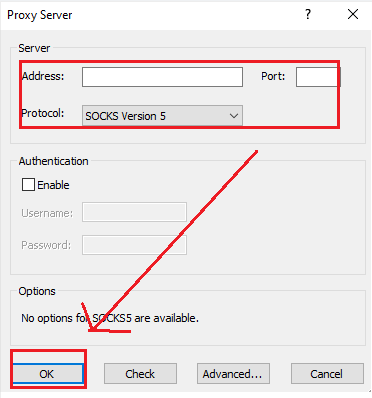 Proxy Server
Server
Address:
Port:
Protocol: SOCKS Version 5
Authentication
Enable
Username:
Password:
Options
No options for SOCKS5 are available.
OK Check Advanced... Cancel